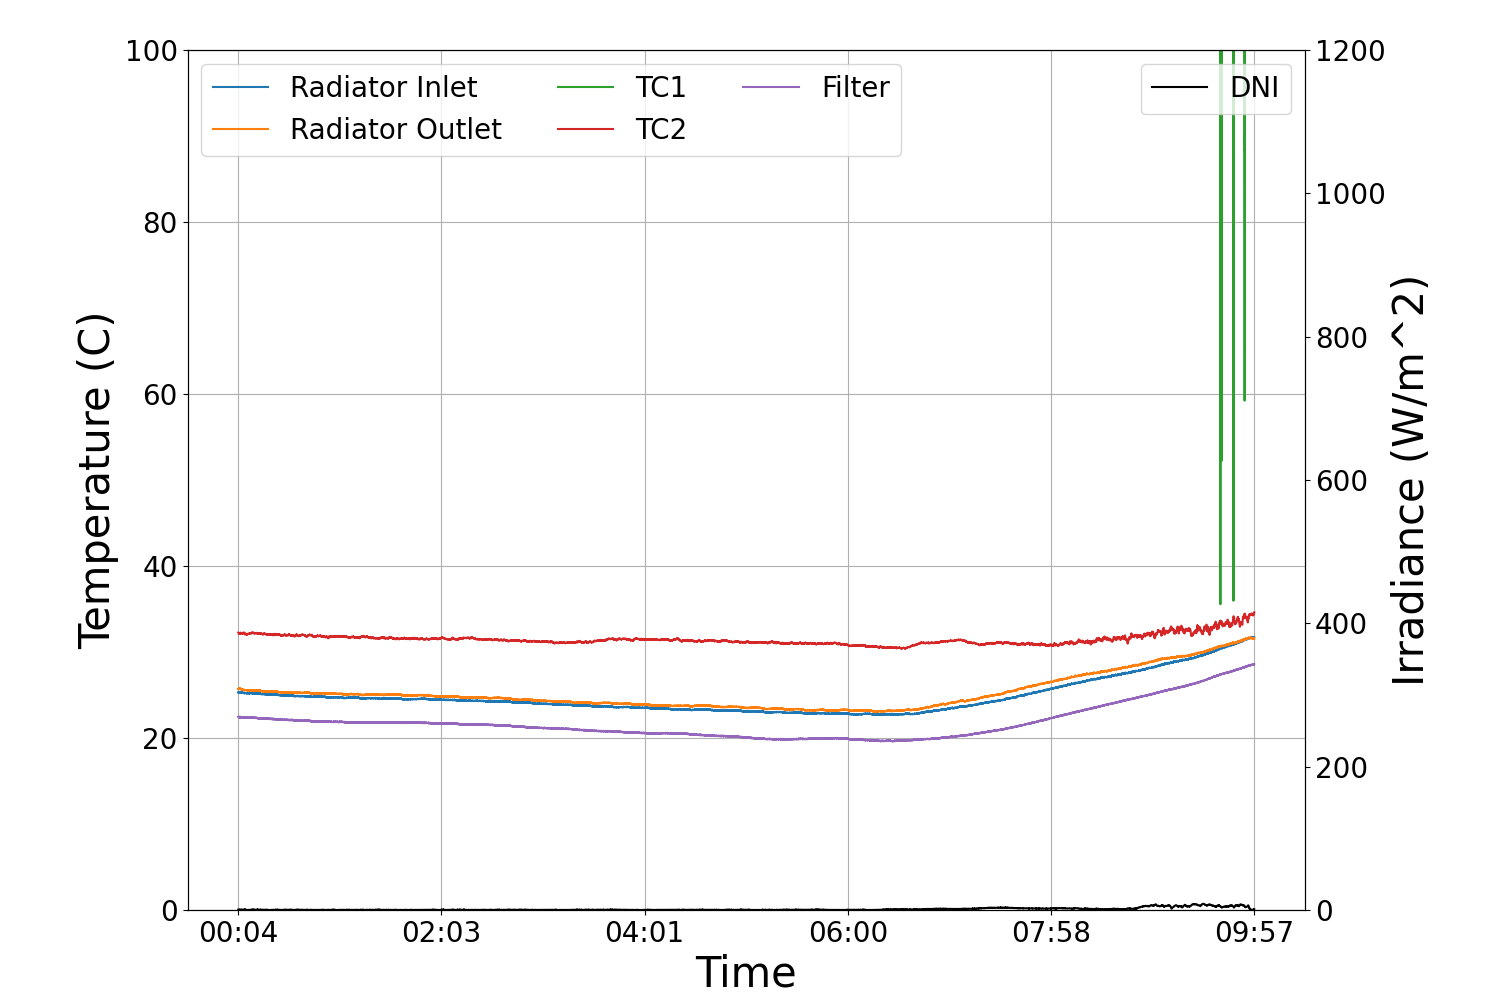 Radiator Inlet
Radiator Outlet
TC1
TC2
Filter
DNI
Temperature (C)
100
80
60
40
20
0
Irradiance (W/m^2)
1200
1000
800
600
400
200
0
00:04 02:03 04:01 06:00 07:58 09:57
Time